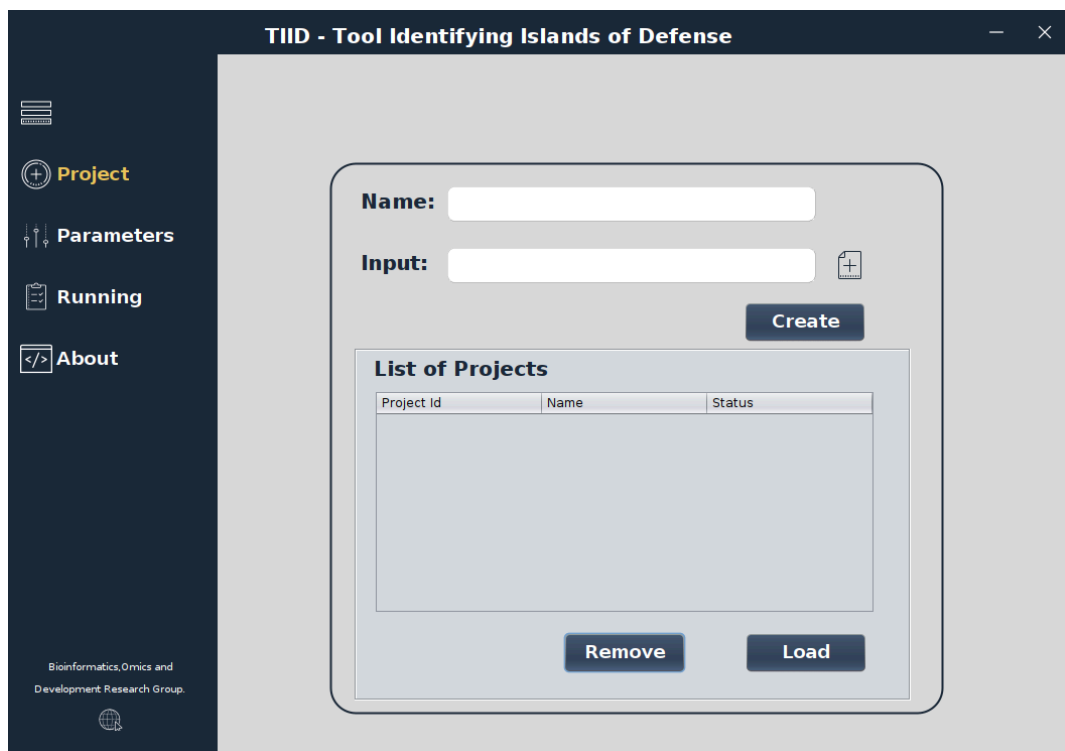 TIID - Tool Identifying Islands of Defense
Project
Parameters
Running
About
Bioinformatics,Omics and
Development Research Group.
Name:
Input:
Create
List of Projects
Project Id Name Status
Remove Load